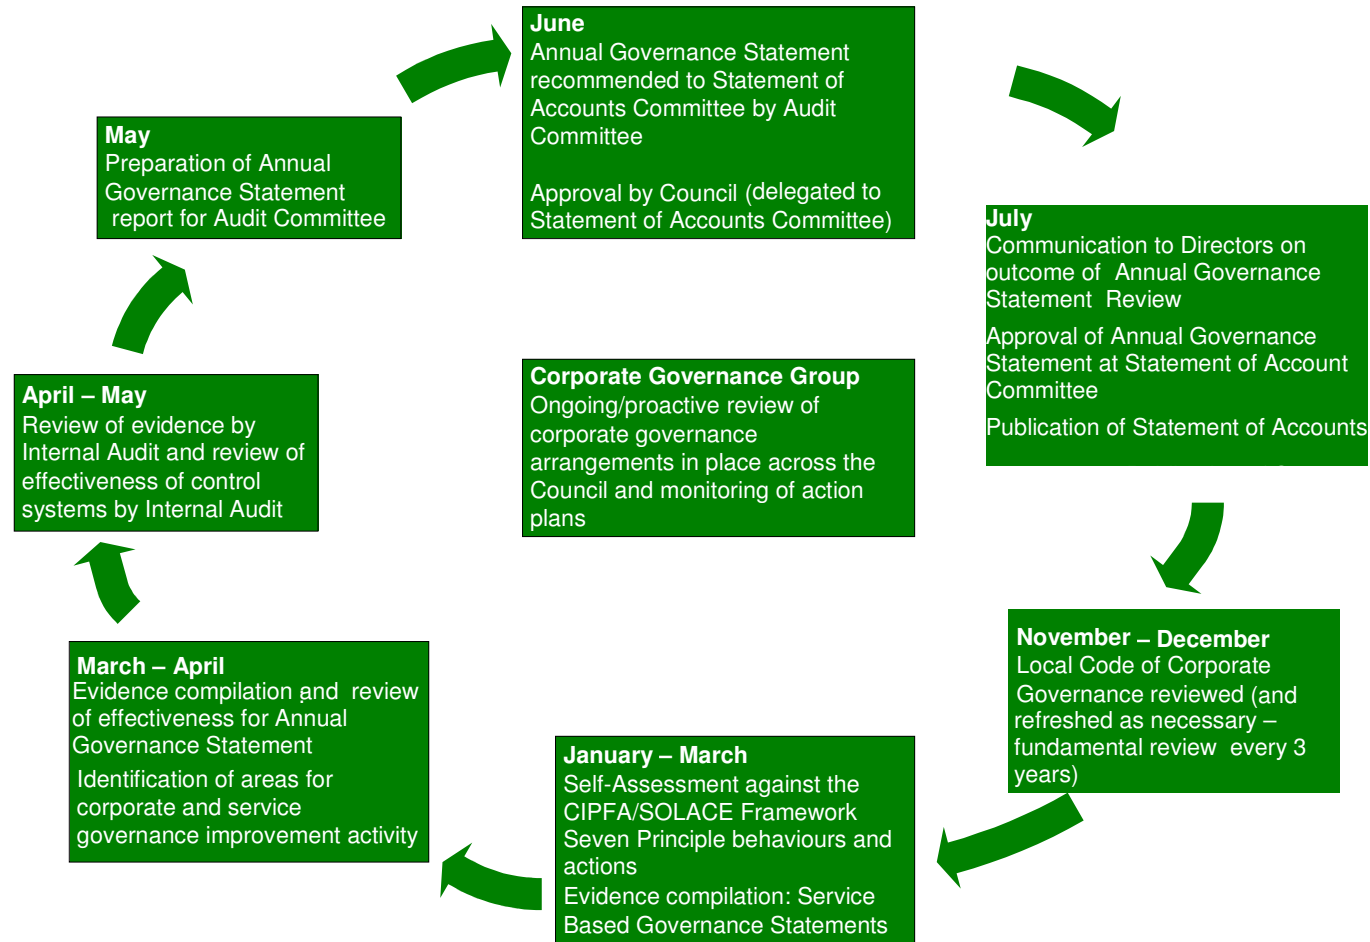 June
Annual Governance Statement
recommended to Statement of
Accounts Committee by Audit
Committee
Approval by Council (delegated to
Statement of Accounts Committee)
July
Communication to Directors on
outcome of Annual Governance
Statement Review
Approval of Annual Governance
Statement at Statement of Account
Committee
Publication of Statement of Accounts
November – December
Local Code of Corporate
Governance reviewed (and
refreshed as necessary –
fundamental review every 3
years)
January – March
Self-Assessment against the
CIPFA/SOLACE Framework
Seven Principle behaviours and
actions
Evidence compilation: Service
Based Governance Statements
March – April
Evidence compilation and review
of effectiveness for Annual
Governance Statement
Identification of areas for
corporate and service
governance improvement activity
April – May
Review of evidence by
Internal Audit and review of
effectiveness of control
systems by Internal Audit
May
Preparation of Annual
Governance Statement
report for Audit Committee
Corporate Governance Group
Ongoing/proactive review of
corporate governance
arrangements in place across the
Council and monitoring of action
plans